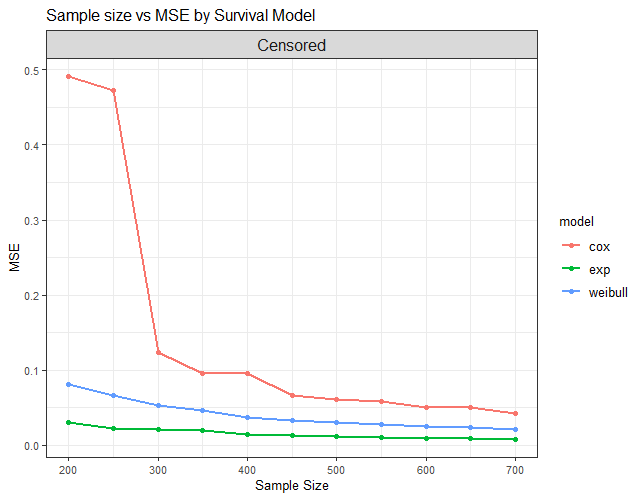 Sample size vs MSE by Survival Model
Censored
0.5
0.4
0.3
0.2
0.1
0.0
MSE
200 300 400 500 600 700
Sample Size
model
cox
exp
weibull